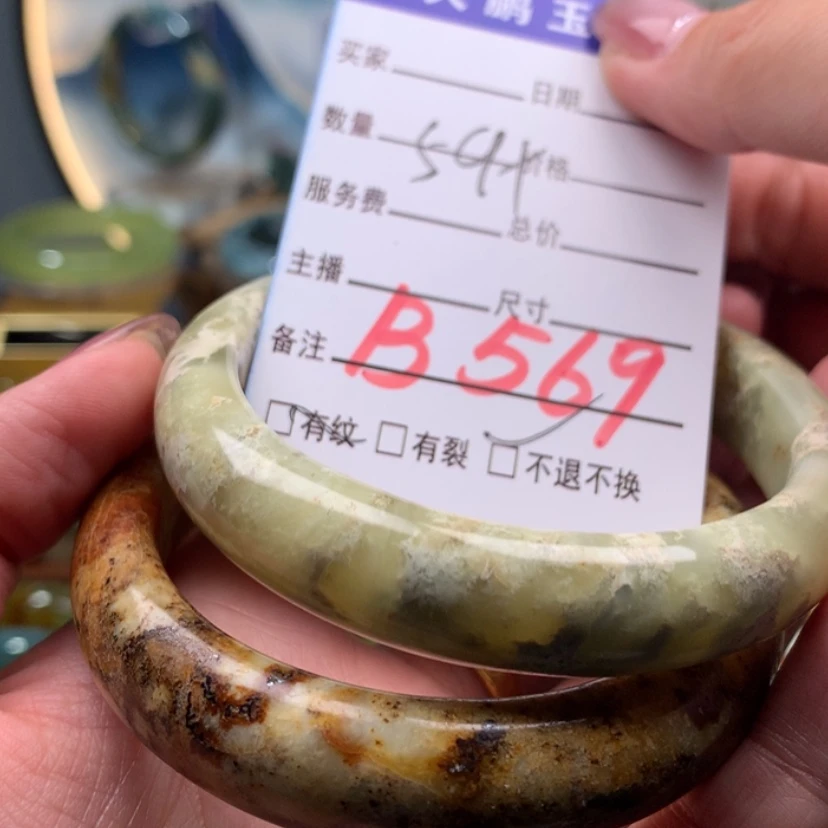 鹏玉
买家 日期
数量 价格
服务费 总价
主播 尺寸
备注 B569
□有纹 □有裂 □不退不换